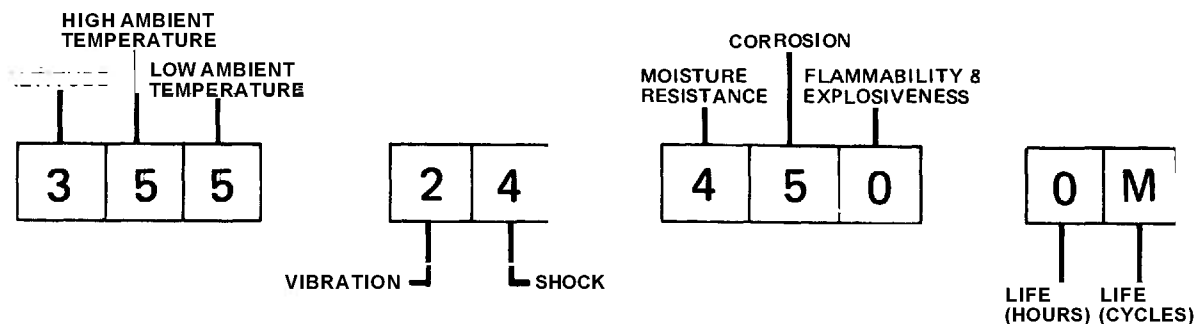 HIGH AMBIENT
TEMPERATURE
LOW AMBIENT
TEMPERATURE
CORROSION
MOISTURE
RESISTANCE
FLAMMABILITY &
EXPLOSIVENESS
3 5 5
2 4
4 5 0
0 M
VIBRATION
SHOCK
LIFE
(HOURS)
LIFE
(CYCLES)